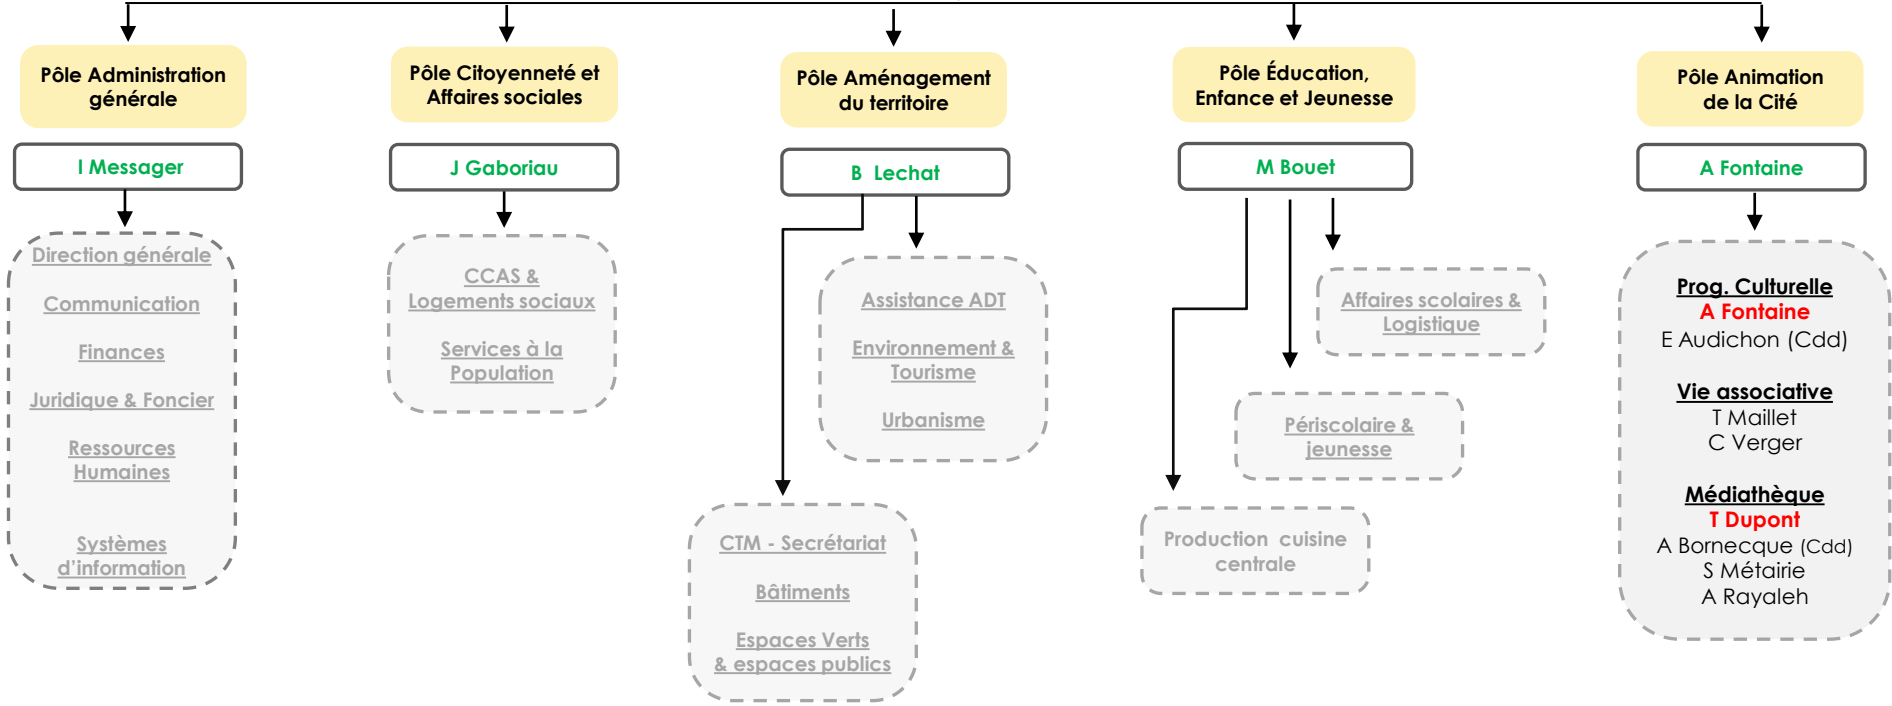 Pôle Administration
générale
I Messager
Direction générale
Communication
Finances
Juridique & Foncier
Ressources
Humaines
Systèmes
d'information
Pôle Citoyenneté et
Affaires sociales
J Gaboriau
CCAS &
Logements sociaux
Services à la
Population
Pôle Aménagement
du territoire
B Lechat
Assistance ADT
Environnement &
Tourisme
Urbanisme
CTM - Secrétariat
Bâtiments
Espaces Verts
& espaces publics
Pôle Éducation,
Enfance et Jeunesse
M Bouet
Affaires scolaires &
Logistique
Périscolaire &
jeunesse
Production cuisine
centrale
Pôle Animation
de la Cité
A Fontaine
Prog. Culturelle
A Fontaine
E Audichon (Cdd)
Vie associative
T Maillet
C Verger
Médiathèque
T Dupont
A Bornecque (Cdd)
S Métairie
A Rayaleh